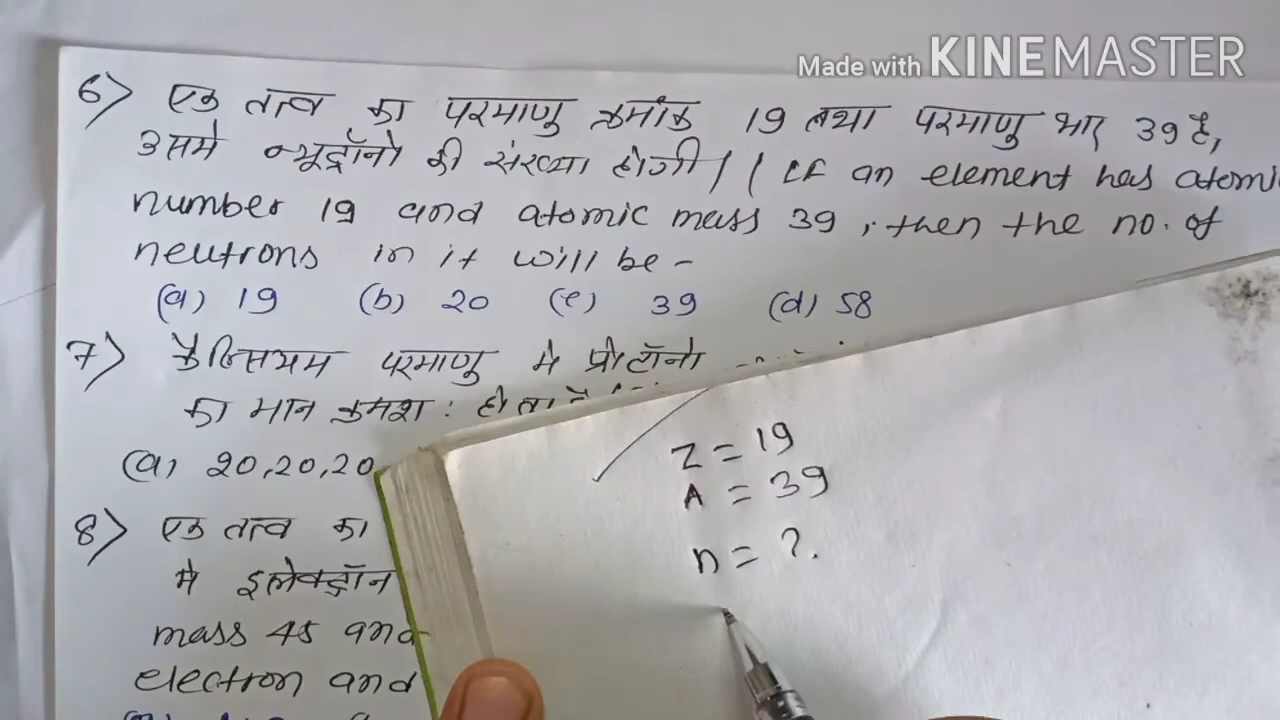 Made with KINEMASTER
6) एक तत्व का परमाणु क्रमांक 19 तथा परमाणु भार 39 है,
उसमे न्यूट्रॉनो की संख्या होगी / ( If an element has atomic
number 19 and atomic mass 39, then the no. of
neutrons in it will be -
(a) 19 (b) 20 (c) 39 (d) 58
7) कैल्सियम परमाणु मे प्रोटॉनो
का मान क्रमश: होता है
(a) 20,20,20
8) एक तत्व का
मे इलेक्ट्रॉन
mass 45 and
electron and
Z = 19
A = 39
n = ?.